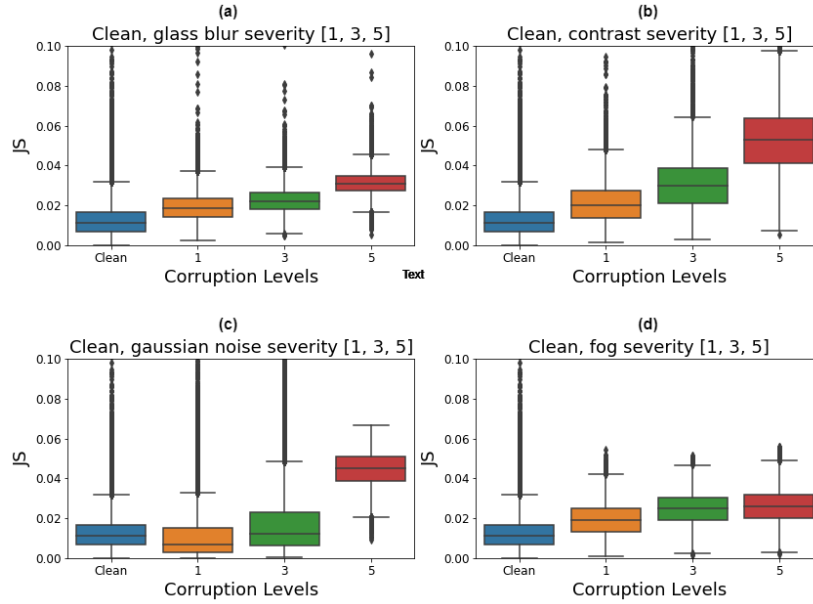 (a)
Clean, glass blur severity [1, 3, 5]
0.10
0.08
0.06
0.04
0.02
0.00
JS
Clean 1 3 5
Corruption Levels
(b)
Clean, contrast severity [1, 3, 5]
0.10
0.08
0.06
0.04
0.02
0.00
JS
Clean 1 3 5
Corruption Levels
Text
(c)
Clean, gaussian noise severity [1, 3, 5]
0.10
0.08
0.06
0.04
0.02
0.00
JS
Clean 1 3 5
Corruption Levels
(d)
Clean, fog severity [1, 3, 5]
0.10
0.08
0.06
0.04
0.02
0.00
JS
Clean 1 3 5
Corruption Levels